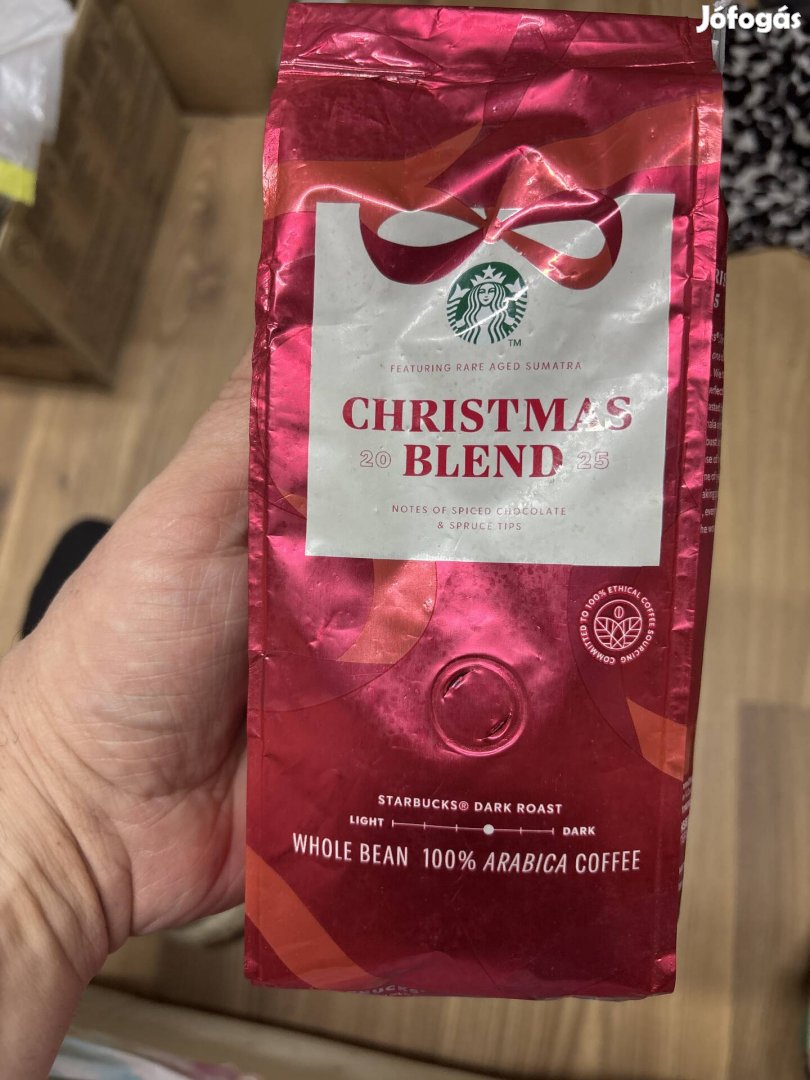 Jófogás
TM
FEATURING RARE AGED SUMATRA
CHRISTMAS
20 BLEND 25
NOTES OF SPICED CHOCOLATE
& SPRUCE TIPS
COMMITTED TO 100% ETHICAL COFFEE SOURCING
STARBUCKS® DARK ROAST
LIGHT DARK
WHOLE BEAN 100% ARABICA COFFEE